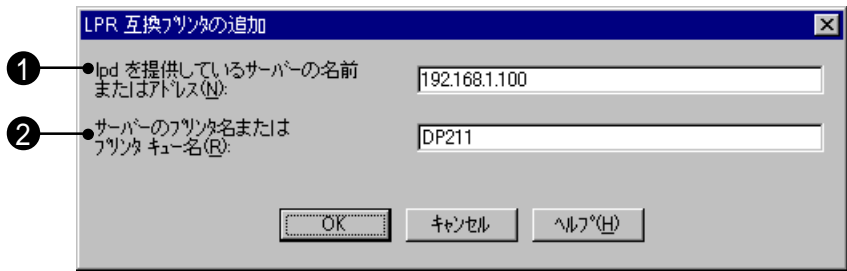 LPR 互換ﾌﾟﾘﾝﾀの追加
❶
lpd を提供しているサーバーの名前
またはｱﾄﾞﾚｽ(N):
192.168.1.100
❷
サーバーのﾌﾟﾘﾝﾀ名または
ﾌﾟﾘﾝﾀ ｷｭｰ名(R):
DP211
OK
ｷｬﾝｾﾙ
ﾍﾙﾌﾟ(H)